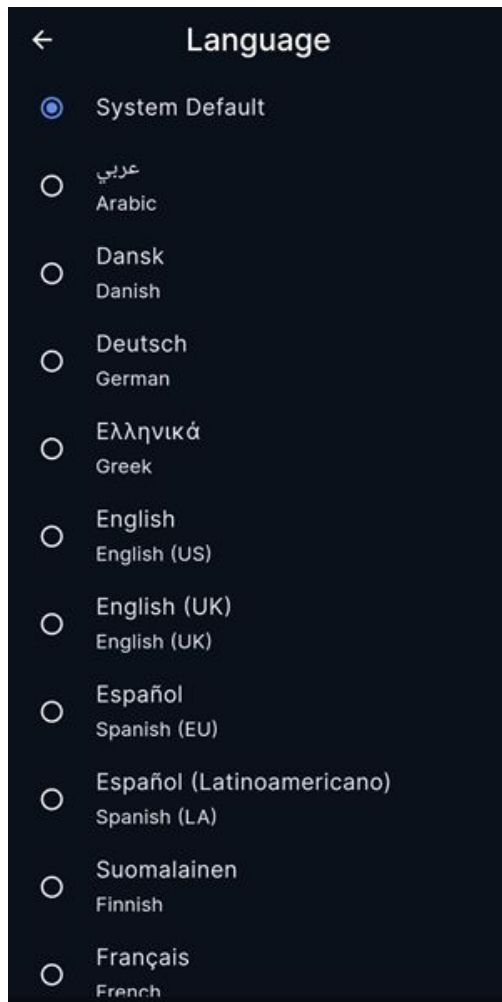 Language
System Default
عربي
Arabic
Dansk
Danish
Deutsch
German
Ελληνικά
Greek
English
English (US)
English (UK)
English (UK)
Español
Spanish (EU)
Español (Latinoamericano)
Spanish (LA)
Suomalainen
Finnish
Français
French